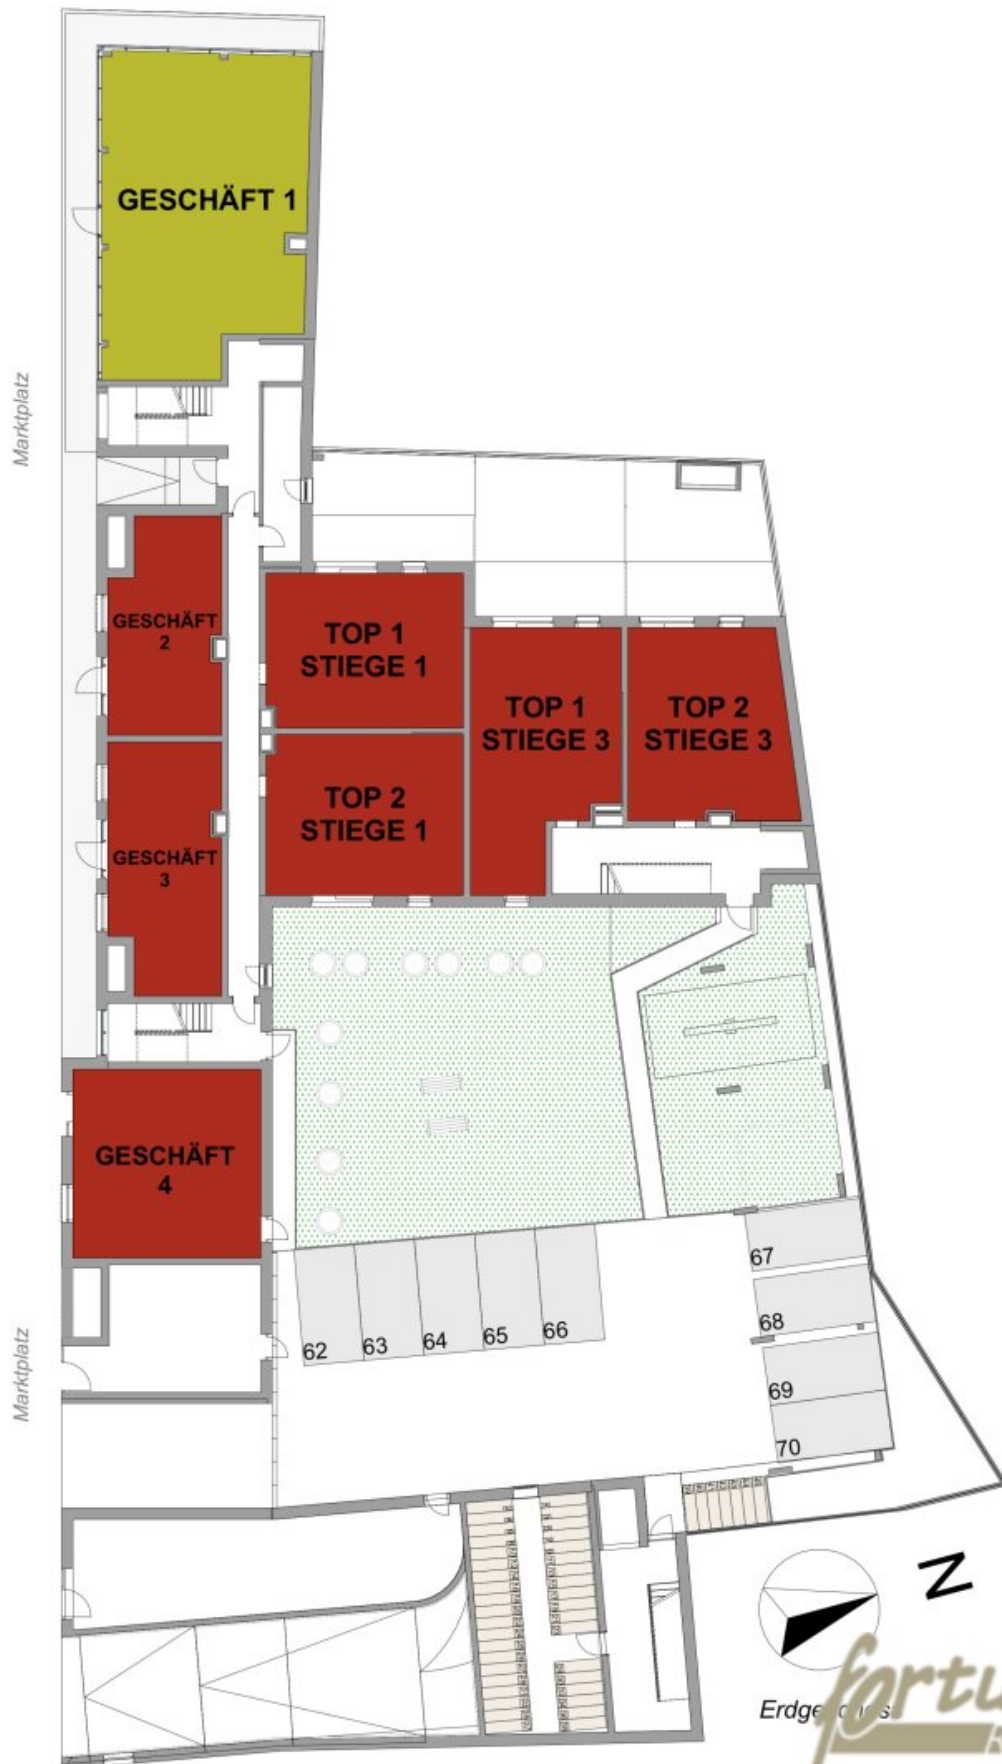 GESCHÄFT 1
Marktplatz
GESCHÄFT
2
TOP 1
STIEGE 1
TOP 1
STIEGE 3
TOP 2
STIEGE 3
TOP 2
STIEGE 1
GESCHÄFT
3
GESCHÄFT
4
67
62
63
64
65
66
68
69
Marktplatz
70
N